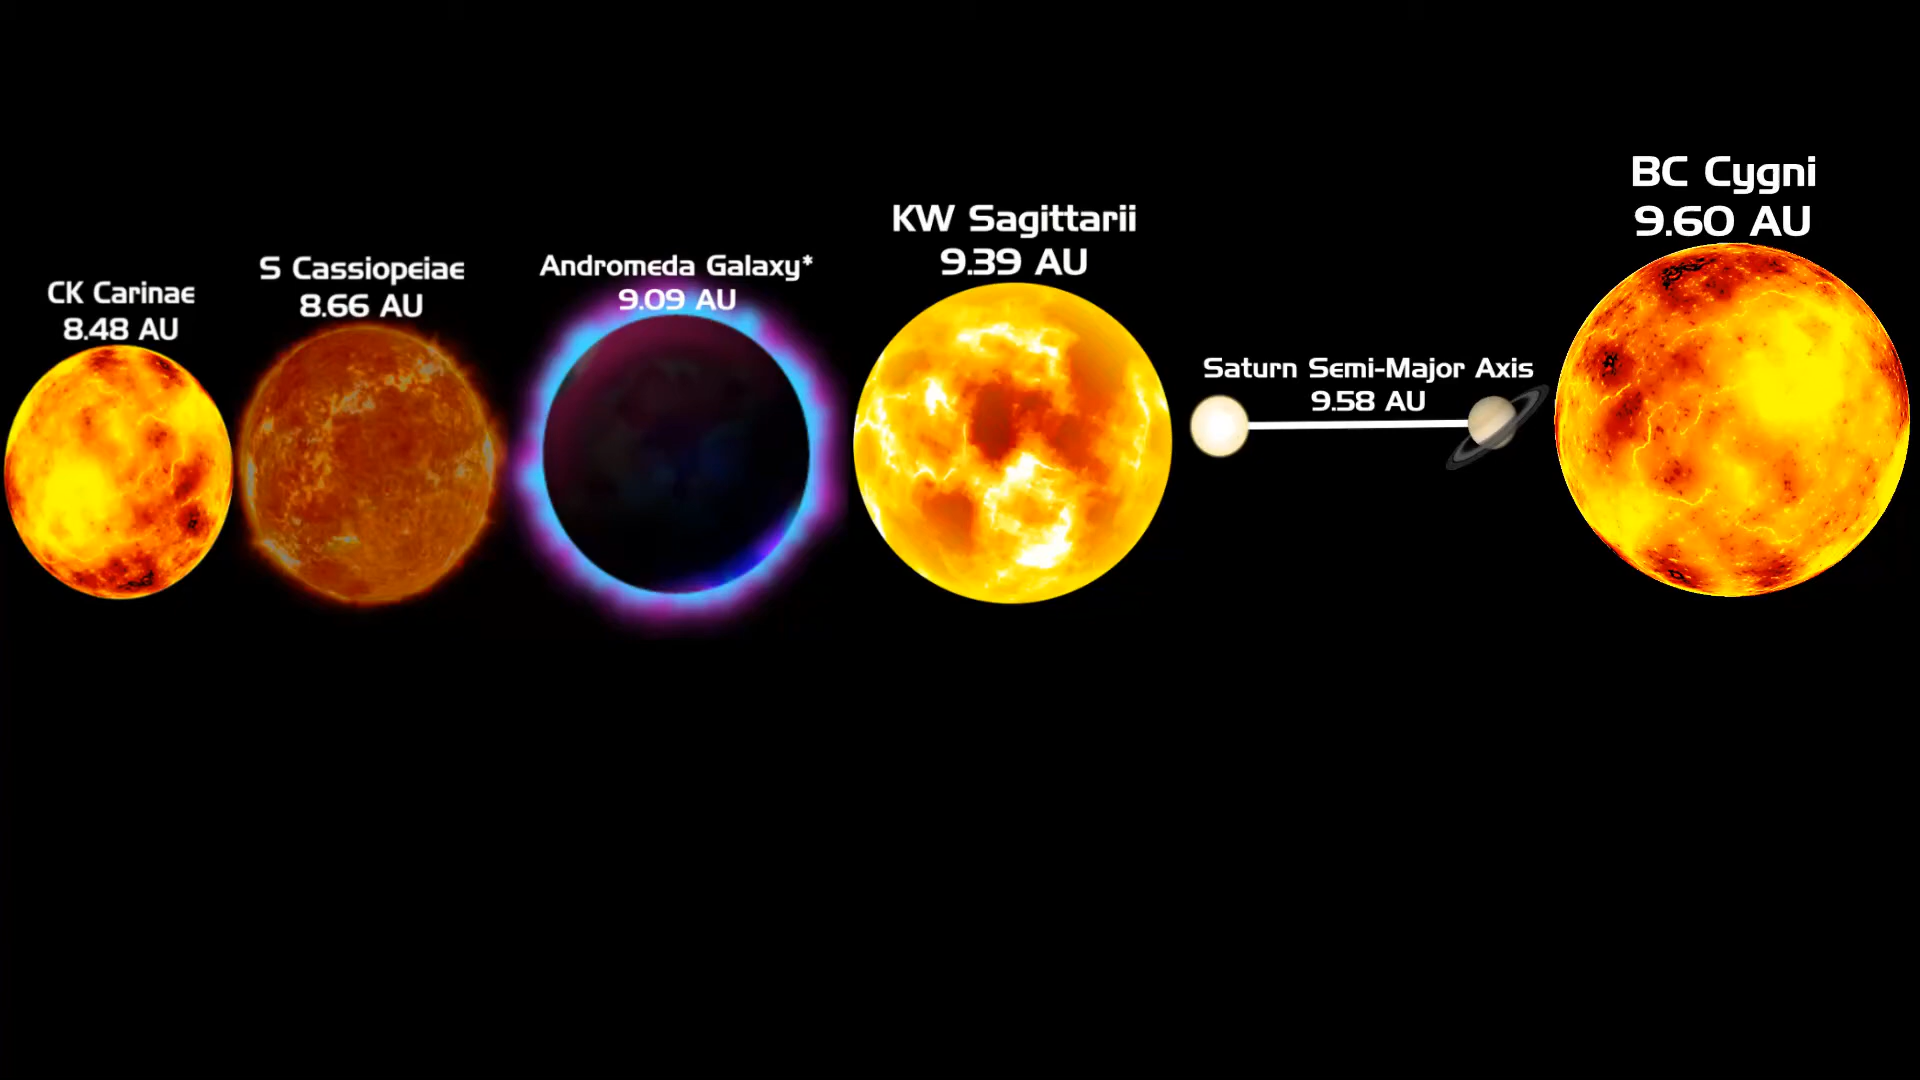 CK Carinae
8.48 AU
S Cassiopeiae
8.66 AU
Andromeda Galaxy*
9.09 AU
KW Sagittarii
9.39 AU
Saturn Semi-Major Axis
9.58 AU
BC Cygni
9.60 AU